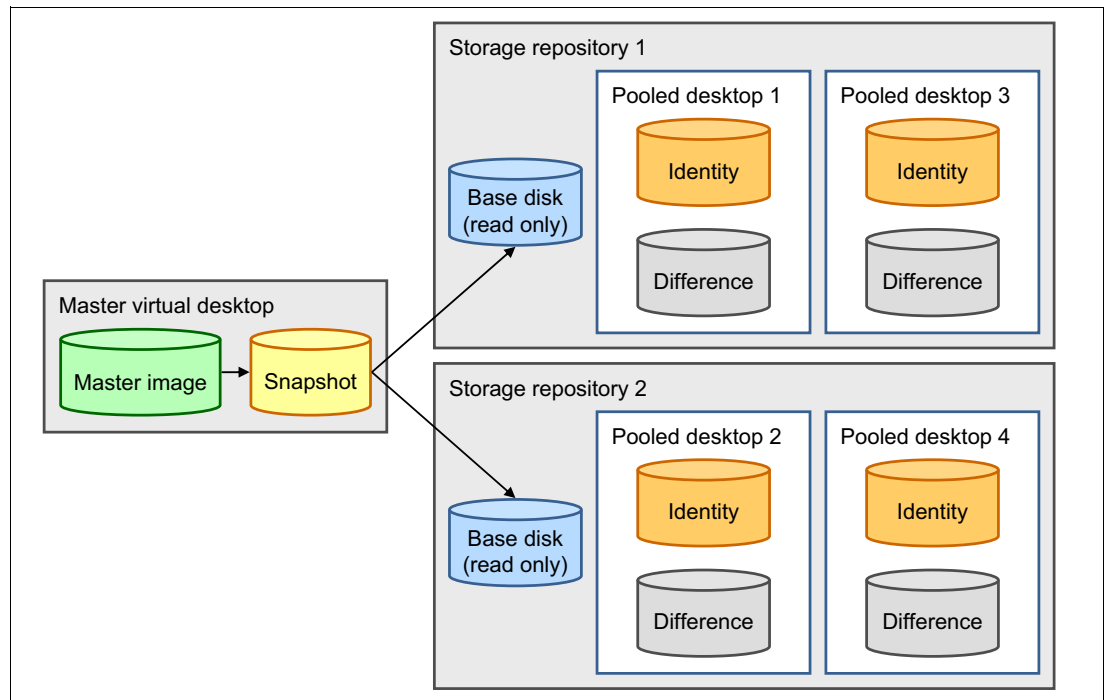 Storage repository 1
Pooled desktop 1
Identity
Difference
Pooled desktop 3
Identity
Difference
Base disk
(read only)
Master virtual desktop
Master image
Snapshot
Storage repository 2
Pooled desktop 2
Identity
Difference
Pooled desktop 4
Identity
Difference
Base disk
(read only)